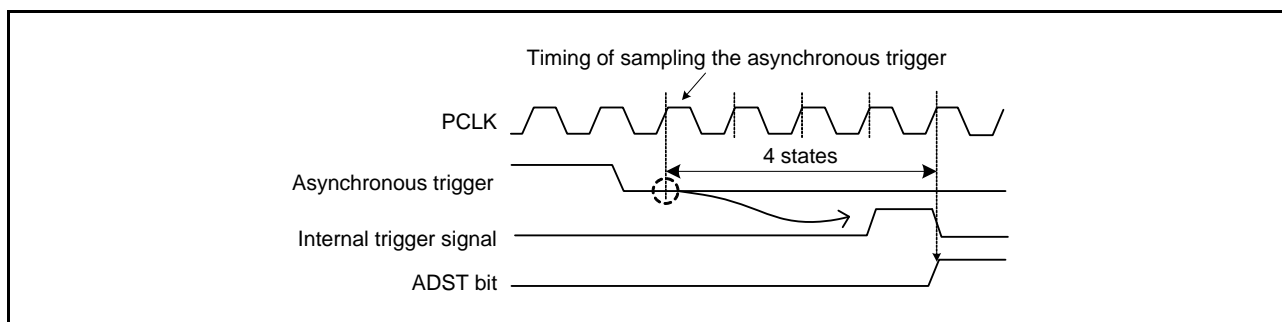 Timing of sampling the asynchronous trigger
PCLK
4 states
Asynchronous trigger
Internal trigger signal
ADST bit